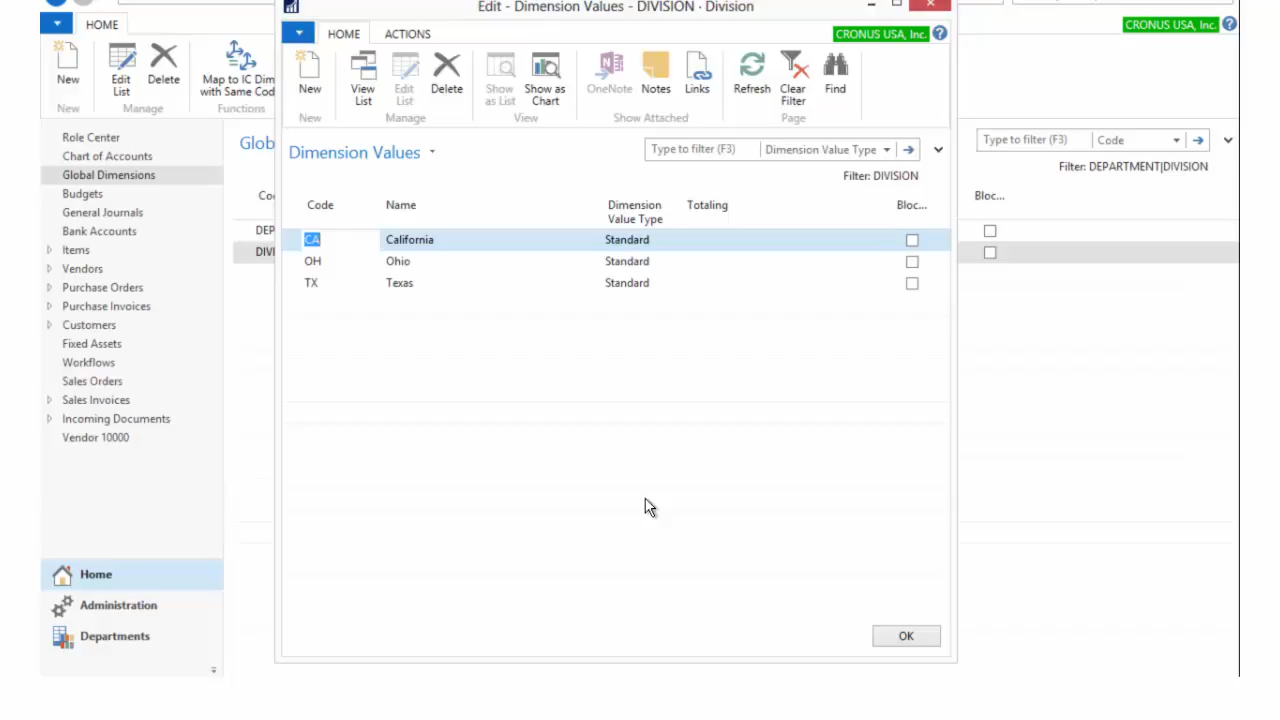 Edit - Dimension Values - DIVISION · Division
HOME
HOME ACTIONS
CRONUS USA, Inc.
CRONUS USA, Inc.
New
Edit List
Delete
Map to IC Dim
with Same Cod
New
Manage
Functions
New
View List
Edit List
Delete
Show as List
Show as Chart
OneNote
Notes
Links
Refresh
Clear Filter
Find
New
Manage
View
Show Attached
Page
Role Center
Chart of Accounts
Global Dimensions
Budgets
General Journals
Bank Accounts
Items
Vendors
Purchase Orders
Purchase Invoices
Customers
Fixed Assets
Workflows
Sales Orders
Sales Invoices
Incoming Documents
Vendor 10000
Home
Administration
Departments
Glob
Co
DEP
DIVI
Dimension Values
Type to filter (F3) Dimension Value Type
Filter: DIVISION
Code Name Dimension Value Type Totaling Bloc...
CA California Standard
OH Ohio Standard
TX Texas Standard
OK
Type to filter (F3) Code
Filter: DEPARTMENT|DIVISION
Bloc...